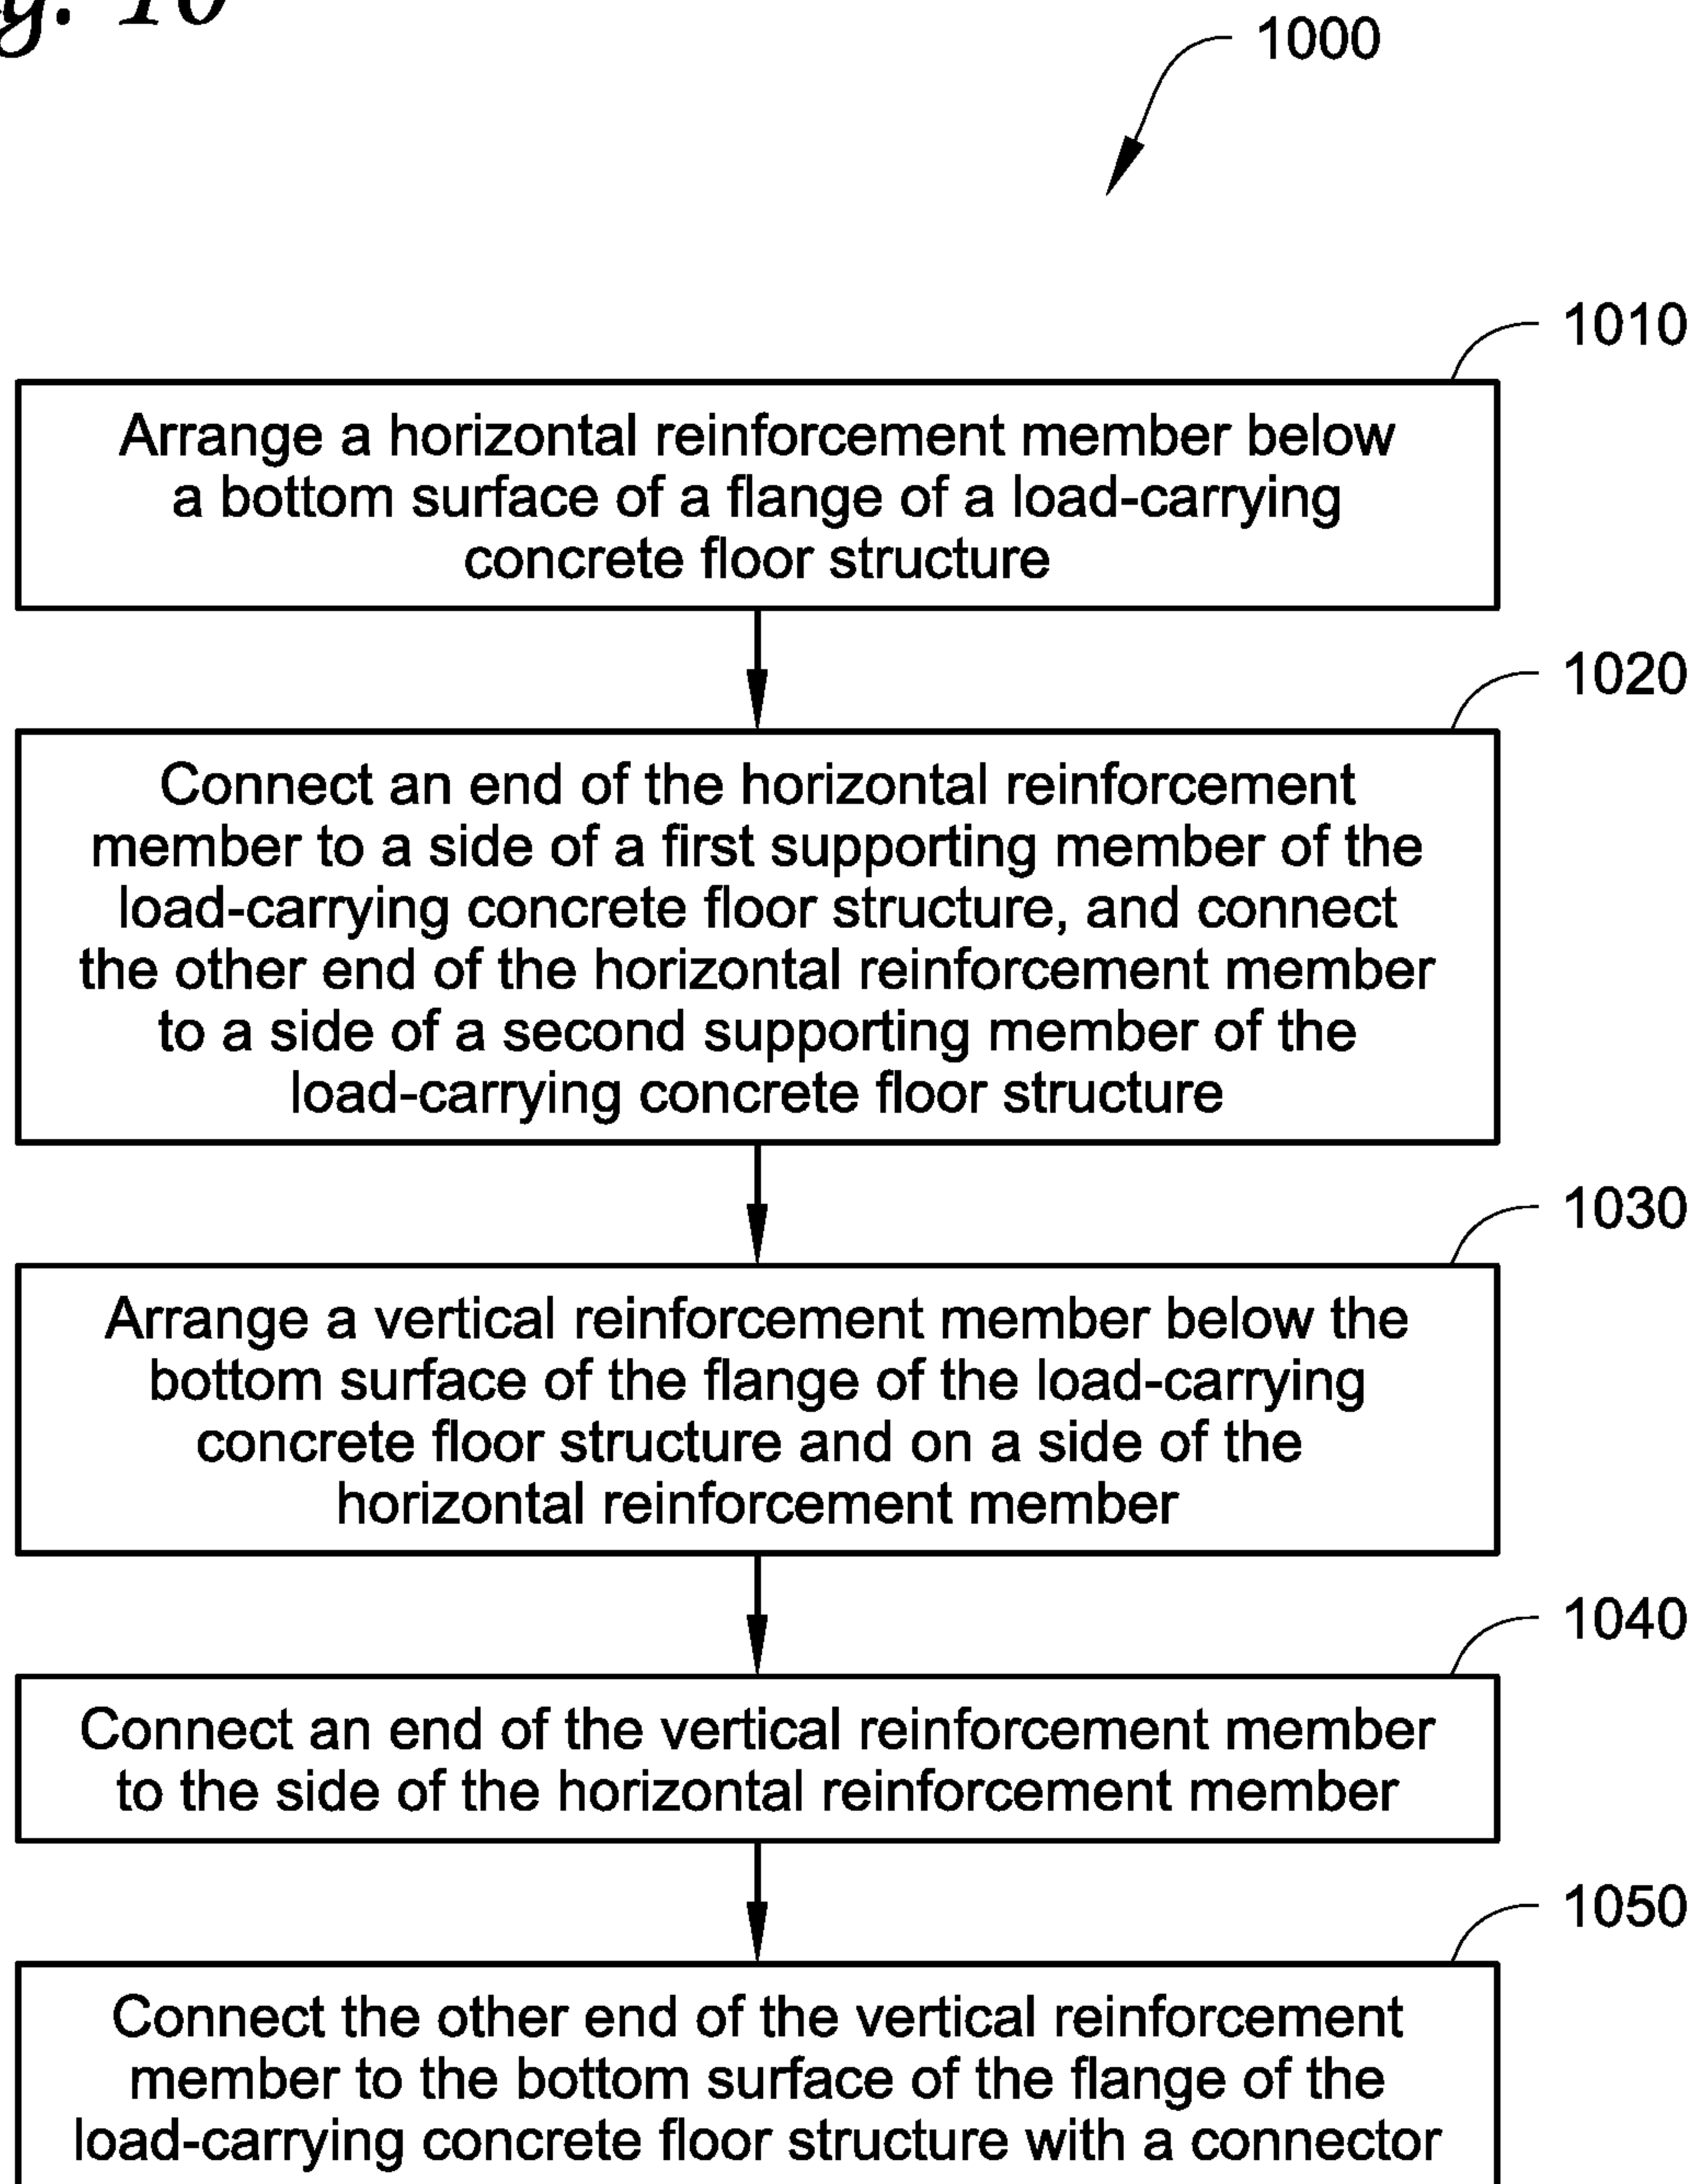 10
1000
1010
Arrange a horizontal reinforcement member below
a bottom surface of a flange of a load-carrying
concrete floor structure
1020
Connect an end of the horizontal reinforcement
member to a side of a first supporting member of the
load-carrying concrete floor structure, and connect
the other end of the horizontal reinforcement member
to a side of a second supporting member of the
load-carrying concrete floor structure
1030
Arrange a vertical reinforcement member below the
bottom surface of the flange of the load-carrying
concrete floor structure and on a side of the
horizontal reinforcement member
1040
Connect an end of the vertical reinforcement member
to the side of the horizontal reinforcement member
1050
Connect the other end of the vertical reinforcement
member to the bottom surface of the flange of the
load-carrying concrete floor structure with a connector